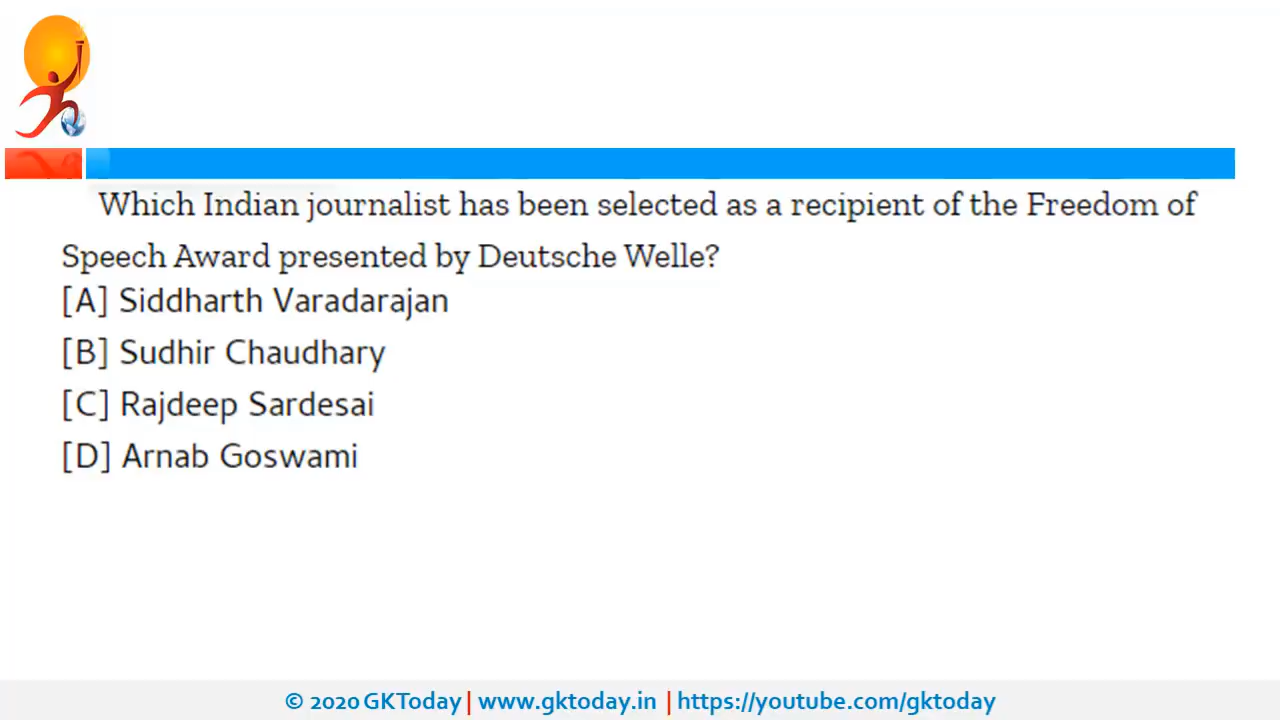 Which Indian journalist has been selected as a recipient of the Freedom of
Speech Award presented by Deutsche Welle?
[A] Siddharth Varadarajan
[B] Sudhir Chaudhary
[C] Rajdeep Sardesai
[D] Arnab Goswami
© 2020 GKToday | www.gktoday.in | https://youtube.com/gktoday